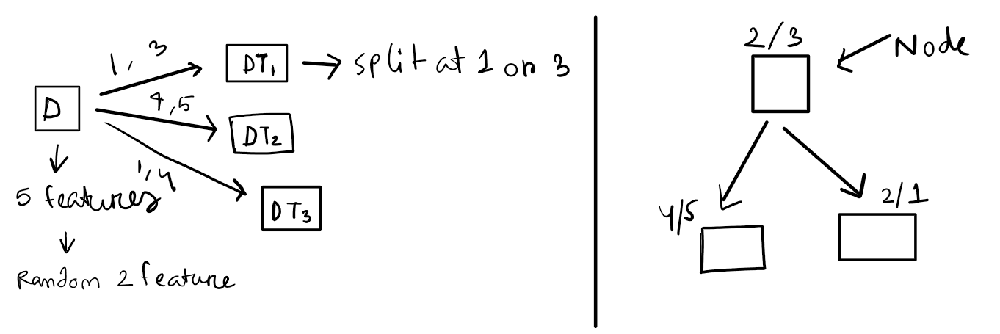 1, 3
DT1 → split at 1 or 3
D
4,5
DT2
1,4
5 features
DT3
Random 2 feature
2/3
Node
4/5
2/1